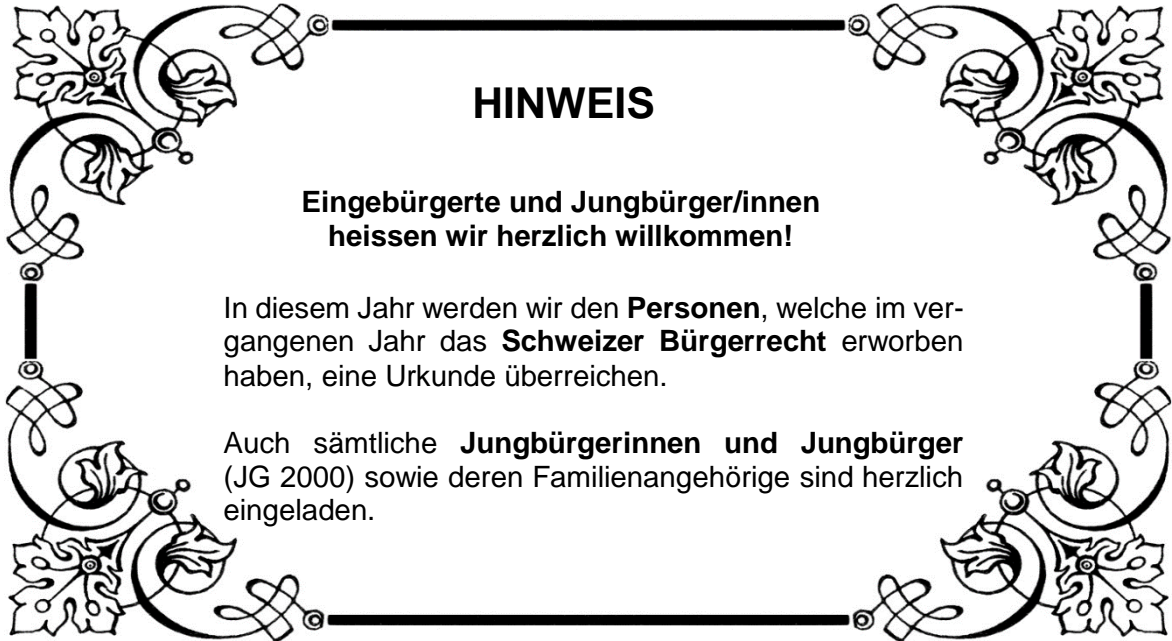 HINWEIS
Eingebürgerte und Jungbürger/innen
heissen wir herzlich willkommen!
In diesem Jahr werden wir den Personen, welche im ver-
gangenen Jahr das Schweizer Bürgerrecht erworben
haben, eine Urkunde überreichen.
Auch sämtliche Jungbürgerinnen und Jungbürger
(JG 2000) sowie deren Familienangehörige sind herzlich
eingeladen.